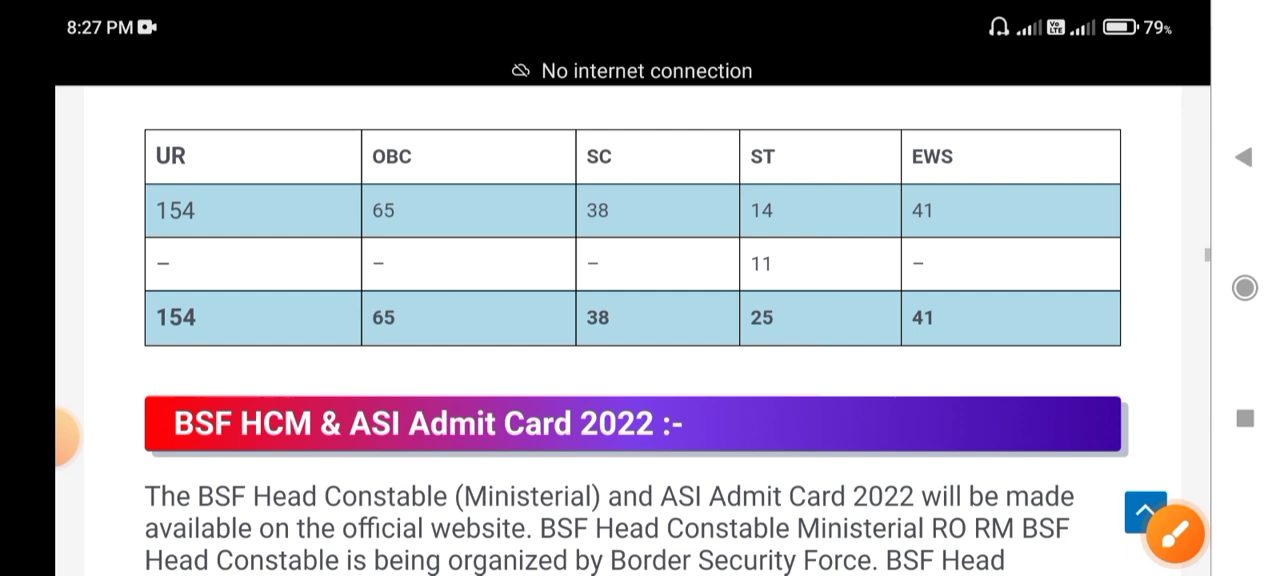 8:27 PM Vo LTE 79%
No internet connection
UR OBC SC ST EWS
154 65 38 14 41
– – – 11 –
154 65 38 25 41
BSF HCM & ASI Admit Card 2022 :-
The BSF Head Constable (Ministerial) and ASI Admit Card 2022 will be made
available on the official website. BSF Head Constable Ministerial RO RM BSF
Head Constable is being organized by Border Security Force. BSF Head